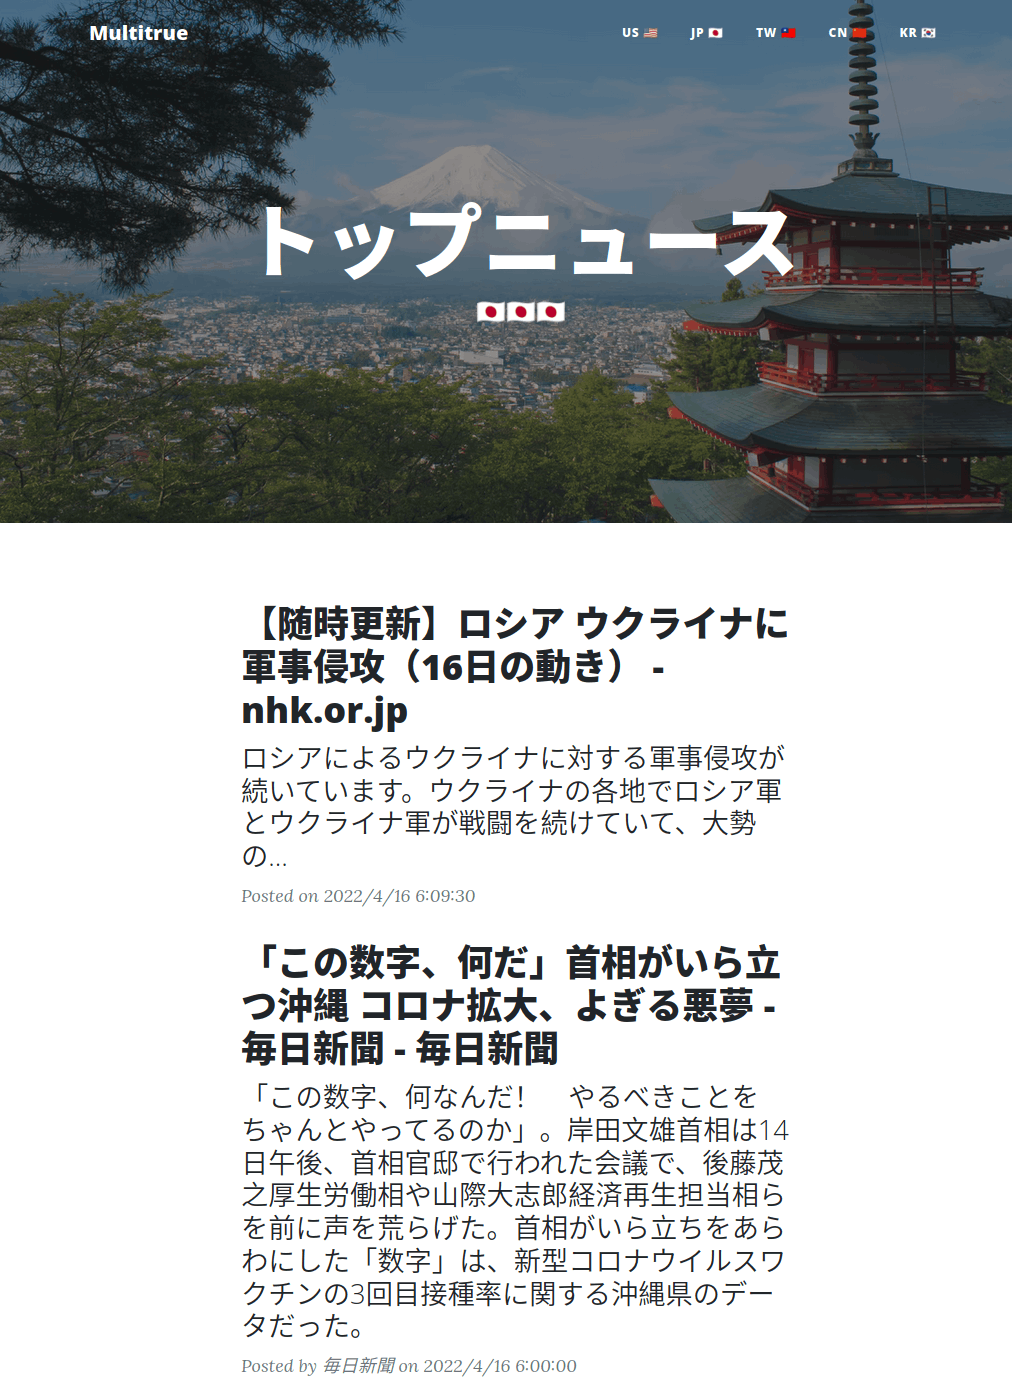 Multitrue
US 🇺🇸 JP 🇯🇵 TW 🇹🇼 CN 🇨🇳 KR 🇰🇷
トップニュース
🇯🇵🇯🇵🇯🇵
【随時更新】ロシア ウクライナに
軍事侵攻（16日の動き） -
nhk.or.jp
ロシアによるウクライナに対する軍事侵攻が
続いています。ウクライナの各地でロシア軍
とウクライナ軍が戦闘を続けていて、大勢
の...
Posted on 2022/4/16 6:09:30
「この数字、何だ」首相がいら立
つ沖縄 コロナ拡大、よぎる悪夢 -
毎日新聞 - 毎日新聞
「この数字、何なんだ！　やるべきことを
ちゃんとやってるのか」。岸田文雄首相は14
日午後、首相官邸で行われた会議で、後藤茂
之厚生労働相や山際大志郎経済再生担当相ら
を前に声を荒らげた。首相がいら立ちをあら
わにした「数字」は、新型コロナウイルスワ
クチンの3回目接種率に関する沖縄県のデー
タだった。
Posted by 毎日新聞 on 2022/4/16 6:00:00